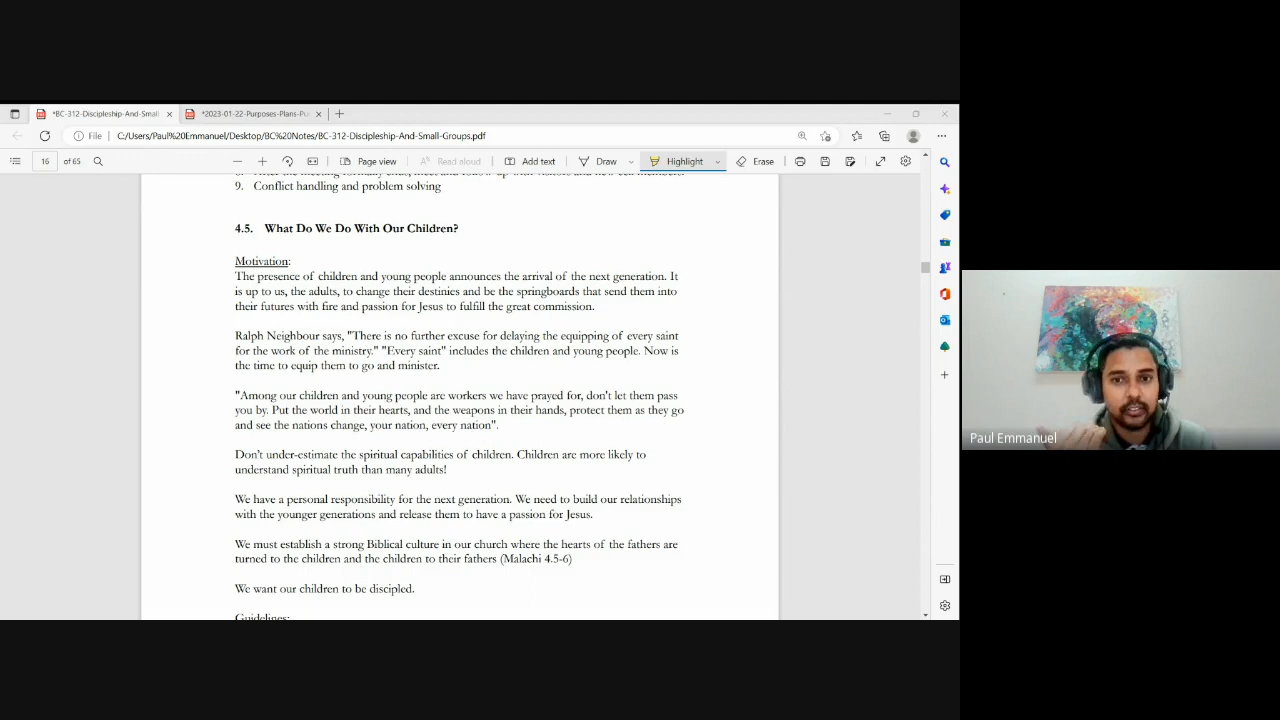 *BC-312-Discipleship-And-Small
*2023-01-22-Purposes-Plans-Pu
File
C:/Users/Paul%20Emmanuel/Desktop/BC%20Notes/BC-312-Discipleship-And-Small-Groups.pdf
16 of 65
Page view
Read aloud
Add text
Draw
Highlight
Erase
9. Conflict handling and problem solving
4.5. What Do We Do With Our Children?
Motivation:
The presence of children and young people announces the arrival of the next generation. It
is up to us, the adults, to change their destinies and be the springboards that send them into
their futures with fire and passion for Jesus to fulfill the great commission.
Ralph Neighbour says, "There is no further excuse for delaying the equipping of every saint
for the work of the ministry." "Every saint" includes the children and young people. Now is
the time to equip them to go and minister.
"Among our children and young people are workers we have prayed for, don't let them pass
you by. Put the world in their hearts, and the weapons in their hands, protect them as they go
and see the nations change, your nation, every nation".
Don't under-estimate the spiritual capabilities of children. Children are more likely to
understand spiritual truth than many adults!
We have a personal responsibility for the next generation. We need to build our relationships
with the younger generations and release them to have a passion for Jesus.
We must establish a strong Biblical culture in our church where the hearts of the fathers are
turned to the children and the children to their fathers (Malachi 4.5-6)
We want our children to be discipled.
Guidelines:
Paul Emmanuel